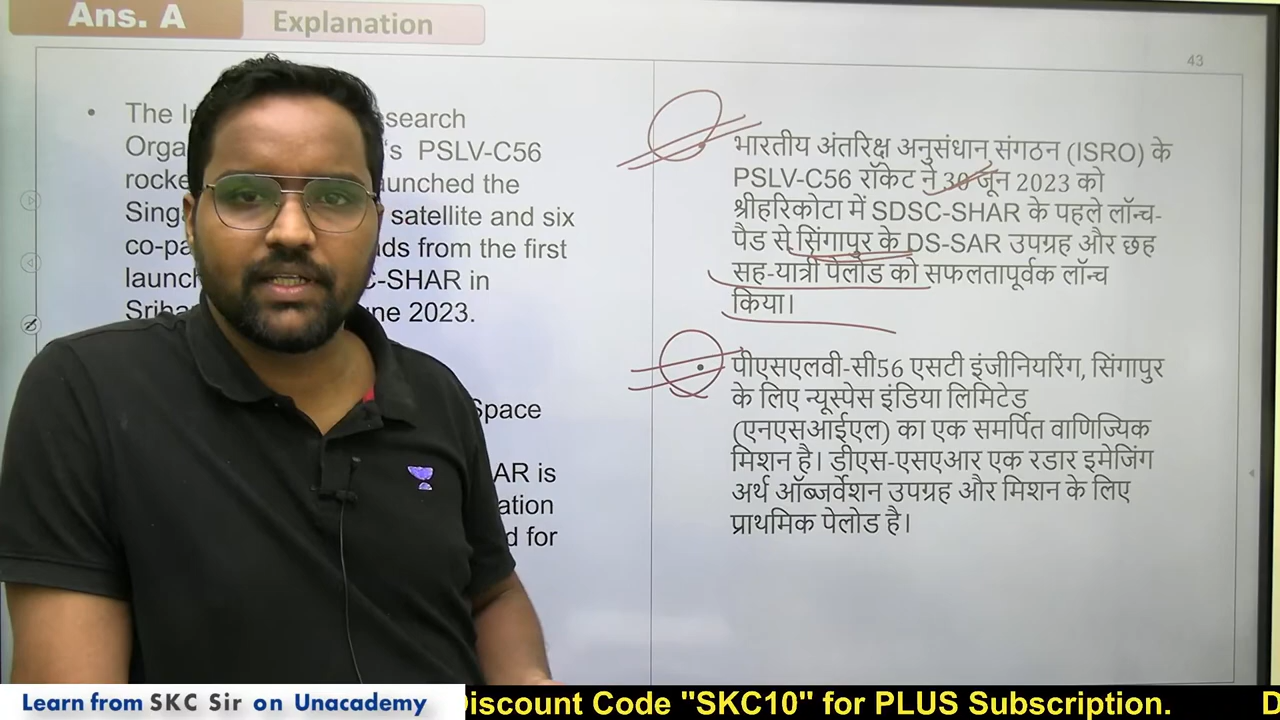 Ans. A
Explanation
43
• The I esearch
Orga 's PSLV-C56
rocke aunched the
Sing satellite and six
co-pa ds from the first
launc C-SHAR in
Sriha ne 2023.
Space
AR is
ation
d for
भारतीय अंतरिक्ष अनुसंधान संगठन (ISRO) के
PSLV-C56 रॉकेट ने 30 जून 2023 को
श्रीहरिकोटा में SDSC-SHAR के पहले लॉन्च-
पैड से सिंगापुर के DS-SAR उपग्रह और छह
सह-यात्री पेलोड को सफलतापूर्वक लॉन्च
किया।
पीएसएलवी-सी56 एसटी इंजीनियरिंग, सिंगापुर
के लिए न्यूस्पेस इंडिया लिमिटेड
(एनएसआईएल) का एक समर्पित वाणिज्यिक
मिशन है। डीएस-एसएआर एक रडार इमेजिंग
अर्थ ऑब्जर्वेशन उपग्रह और मिशन के लिए
प्राथमिक पेलोड है।
Learn from SKC Sir on Unacademy
iscount Code "SKC10" for PLUS Subscription. D